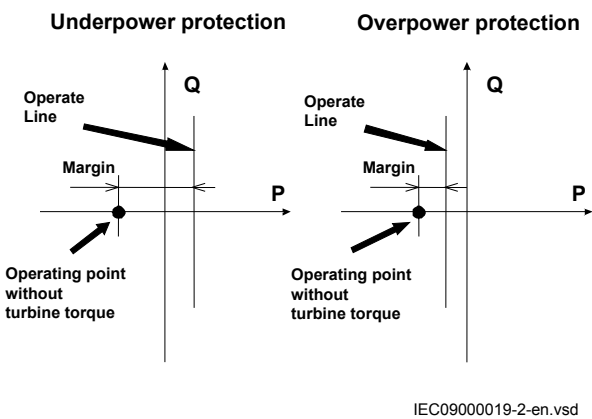 Underpower protection
Overpower protection
Q
Operate
Line
Margin
P
Operating point
without
turbine torque
Q
Operate
Line
Margin
P
Operating point
without
turbine torque
IEC09000019-2-en.vsd